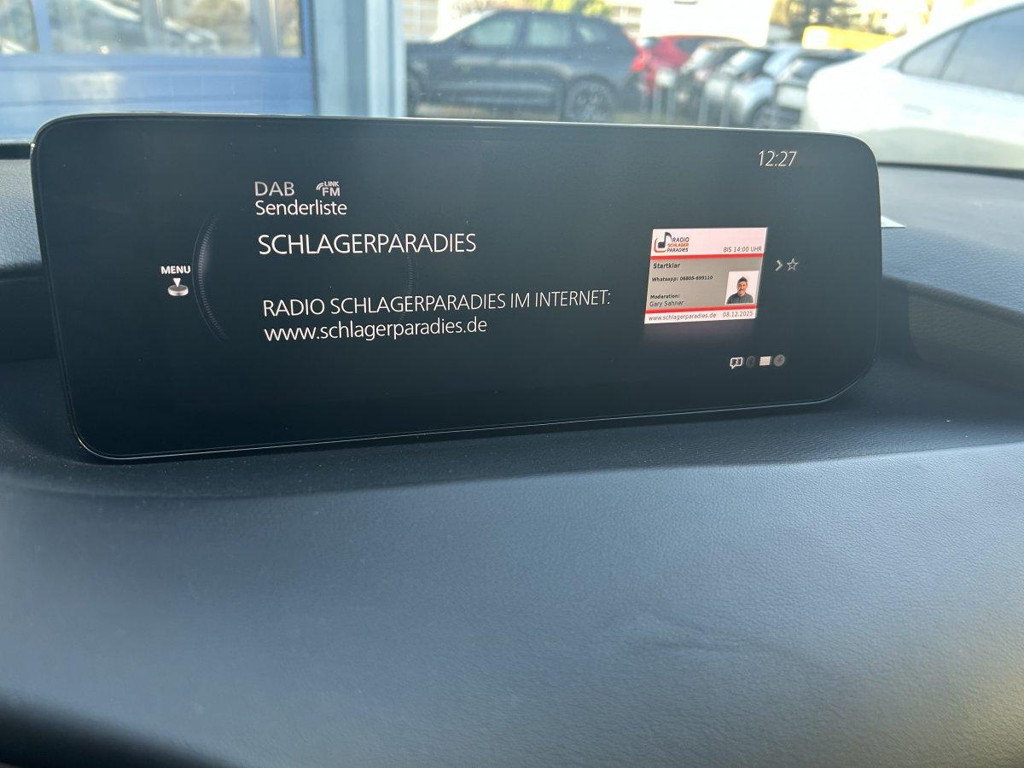 12:27
DAB LINK FM
Senderliste
SCHLAGERPARADIES
MENU
RADIO SCHLAGERPARADIES IM INTERNET:
www.schlagerparadies.de
RADIO
SCHLAGER
PARADIES
BIS 14:00 UHR
Startklar
Moderation:
Gary Sahner
www.schlagerparadies.de 08.12.2025